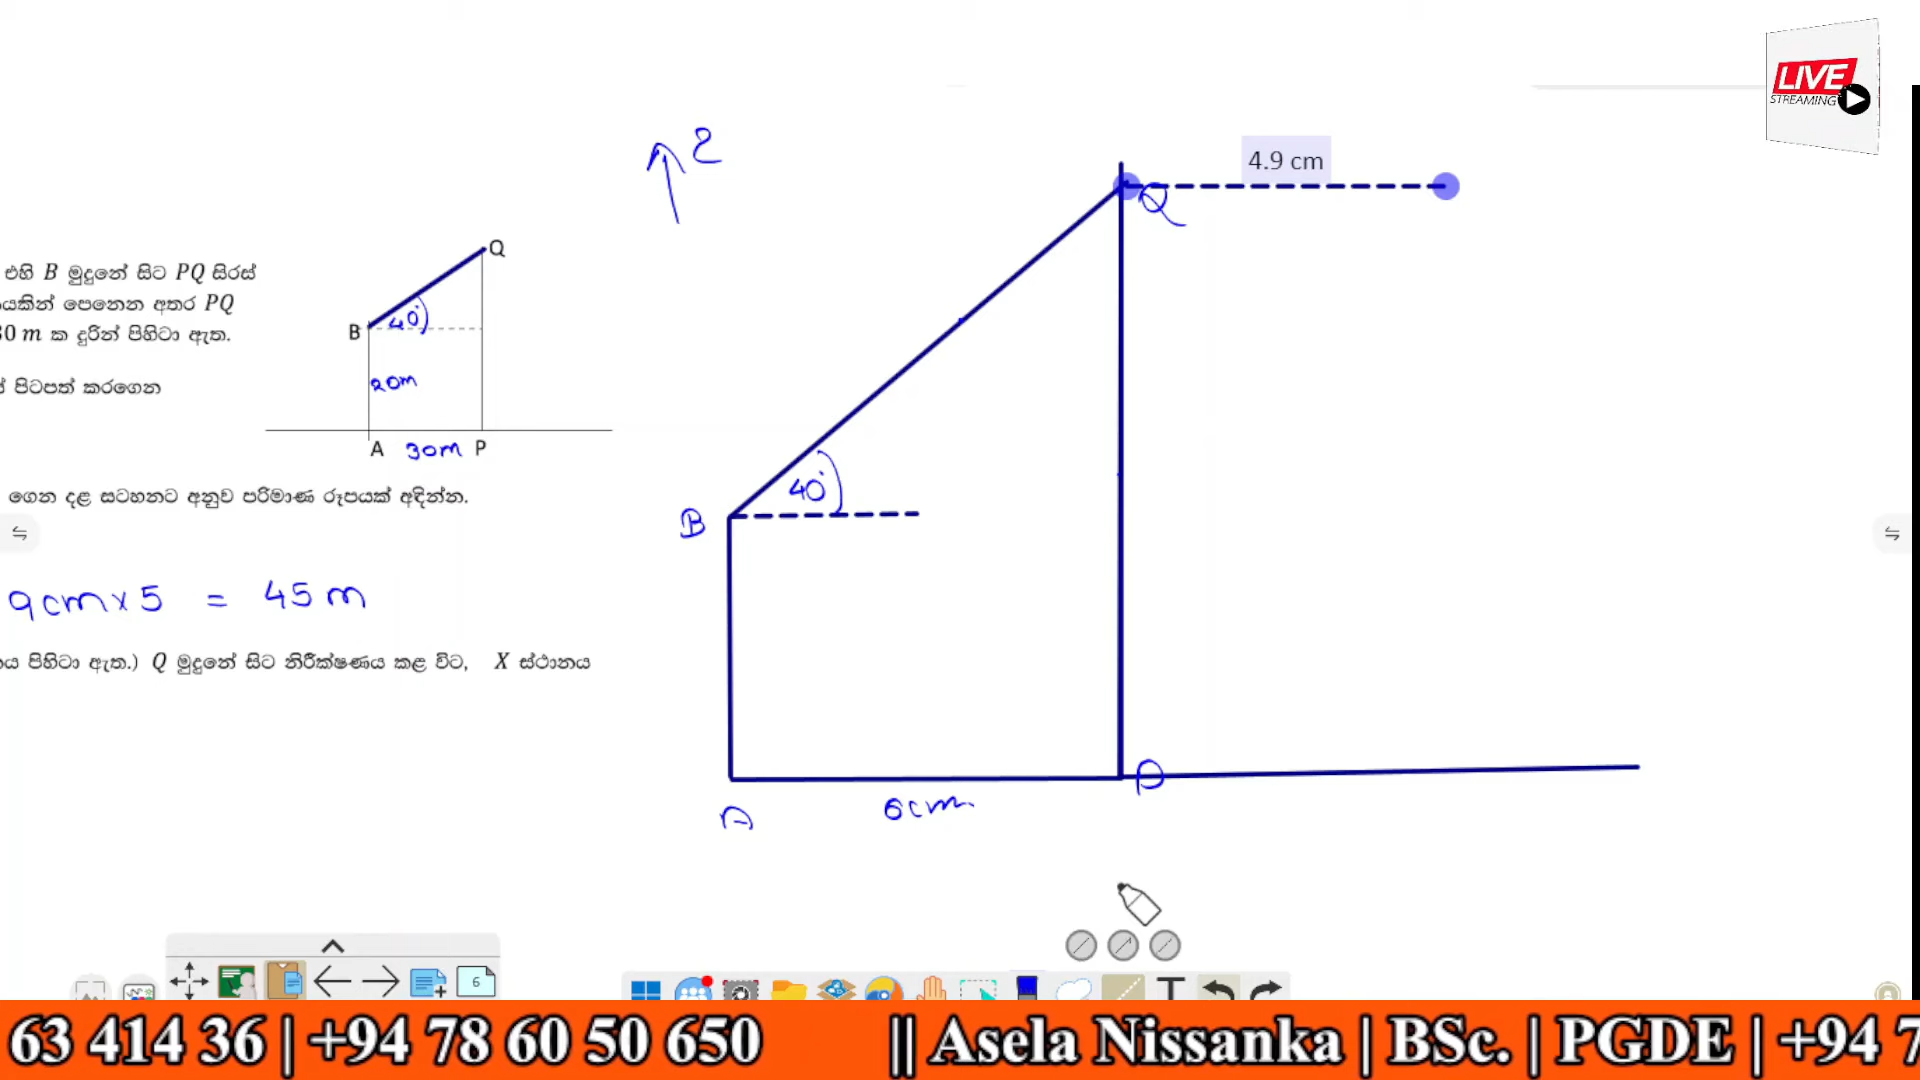 LIVE
STREAMING
2
4.9 cm
Q
Q
එහි B මුදුනේ සිට PQ සිරස්
යකින් පෙනෙන අතර PQ
30 m ක දුරින් පිහිටා ඇත.
B
40°
20m
පිටපත් කරගෙන
A
30m
P
ගෙන දළ සටහනට අනුව පරිමාණ රූපයක් අඳින්න.
40°
B
9cm x 5 = 45 m
ය පිහිටා ඇත.) Q මුදුනේ සිට නිරීක්ෂණය කළ විට, X ස්ථානය
P
A
6cm
6
63 414 36 | +94 78 60 50 650 || Asela Nissanka | BSc. | PGDE | +94 7